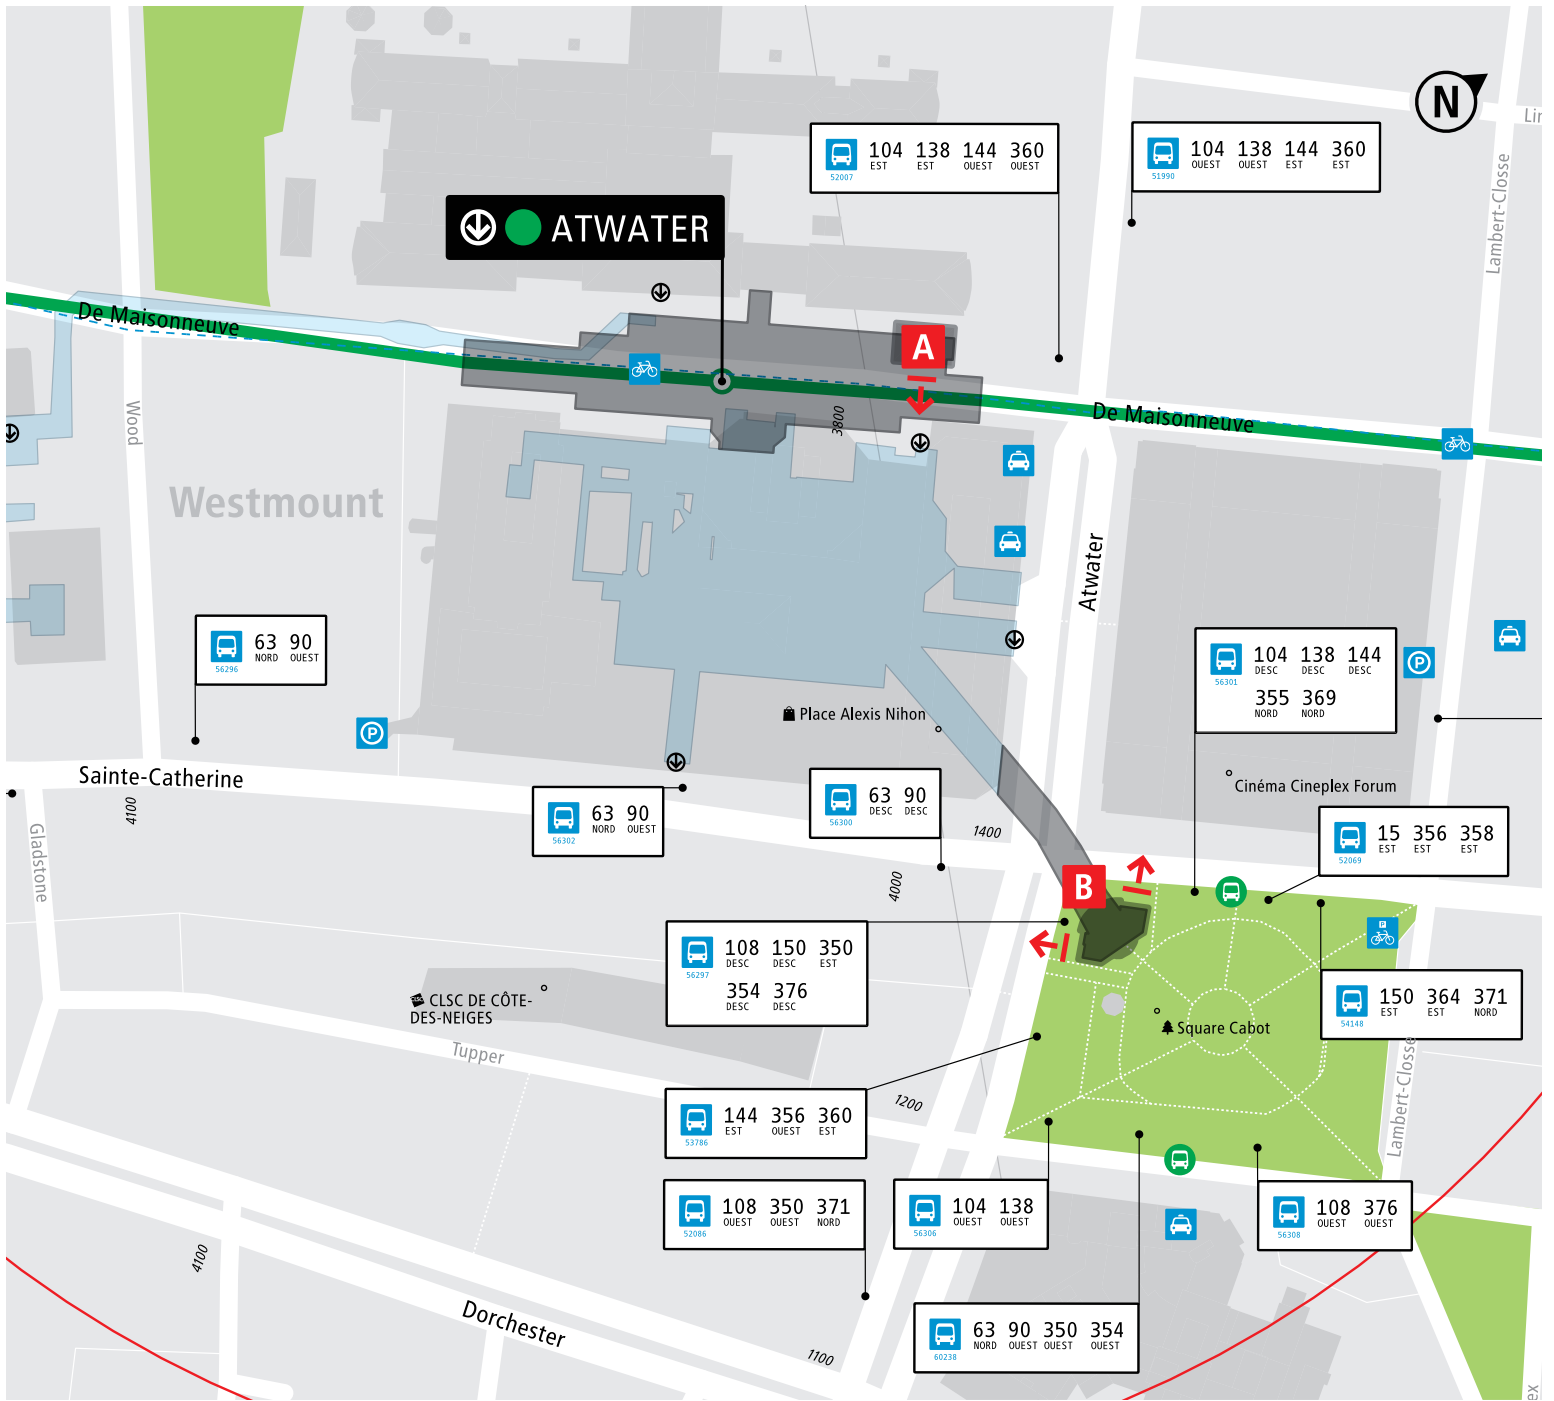 N
Lir
104 138 144 360
EST EST OUEST OUEST
52007
104 138 144 360
OUEST OUEST EST EST
51990
Lambert-Closse
ATWATER
De Maisonneuve
A
De Maisonneuve
3800
Wood
Westmount
Atwater
63 90
NORD OUEST
56296
P
104 138 144
DESC DESC DESC
56301
355 369
NORD NORD
P
Place Alexis Nihon
Sainte-Catherine
4100
Gladstone
63 90
NORD OUEST
56302
63 90
DESC DESC
56300
1400
4000
Cinéma Cineplex Forum
15 356 358
EST EST EST
52069
B
P
108 150 350
DESC DESC EST
56297
354 376
DESC DESC
CLSC
CLSC DE CÔTE-
DES-NEIGES
Square Cabot
150 364 371
EST EST NORD
54148
Tupper
Lambert-Closse
144 356 360
EST OUEST EST
53786
1200
108 350 371
OUEST OUEST NORD
52086
104 138
OUEST OUEST
56306
108 376
OUEST OUEST
56308
4100
Dorchester
1100
63 90 350 354
NORD OUEST OUEST OUEST
60238
ex